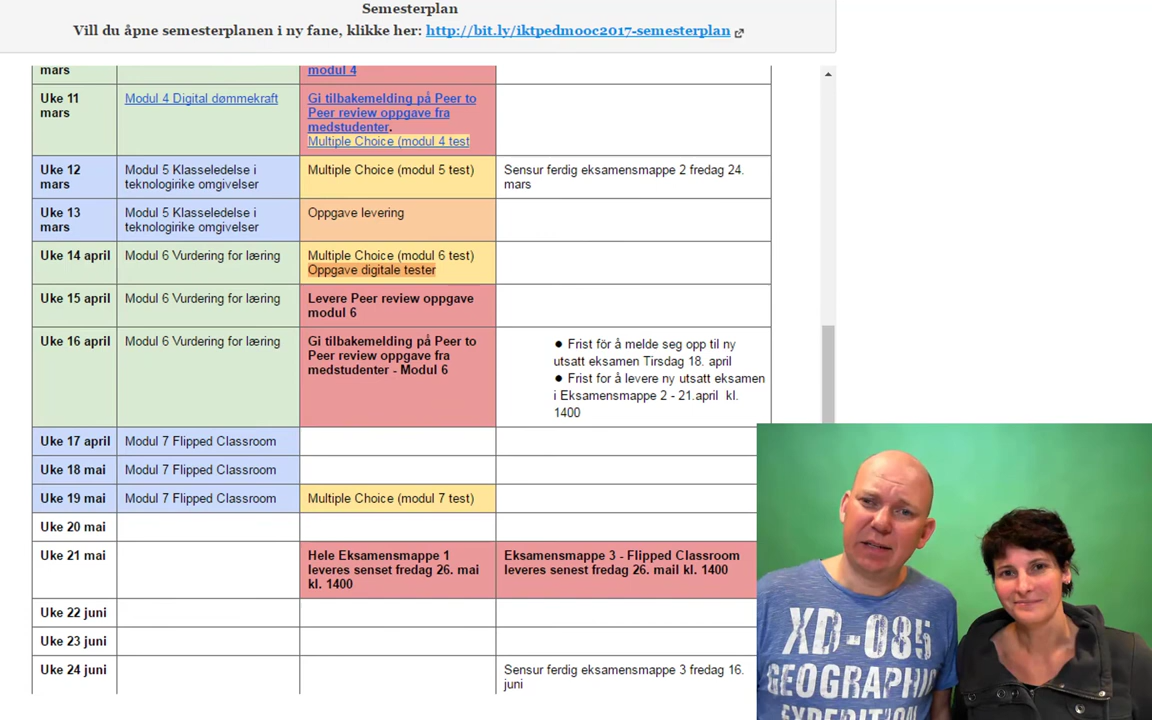 Semesterplan
Vill du åpne semesterplanen i ny fane, klikke her: http://bit.ly/iktpedmooc2017-semesterplan
mars
modul 4
Uke 11
mars
Modul 4 Digital dømmekraft
Gi tilbakemelding på Peer to
Peer review oppgave fra
medstudenter.
Multiple Choice (modul 4 test
Uke 12
mars
Modul 5 Klasseledelse i
teknologirike omgivelser
Multiple Choice (modul 5 test)
Sensur ferdig eksamensmappe 2 fredag 24.
mars
Uke 13
mars
Modul 5 Klasseledelse i
teknologirike omgivelser
Oppgave levering
Uke 14 april
Modul 6 Vurdering for læring
Multiple Choice (modul 6 test)
Oppgave digitale tester
Uke 15 april
Modul 6 Vurdering for læring
Levere Peer review oppgave
modul 6
Uke 16 april
Modul 6 Vurdering for læring
Gi tilbakemelding på Peer to
Peer review oppgave fra
medstudenter - Modul 6
● Frist för å melde seg opp til ny
utsatt eksamen Tirsdag 18. april
● Frist for å levere ny utsatt eksamen
i Eksamensmappe 2 - 21.april kl.
1400
Uke 17 april
Modul 7 Flipped Classroom
Uke 18 mai
Modul 7 Flipped Classroom
Uke 19 mai
Modul 7 Flipped Classroom
Multiple Choice (modul 7 test)
Uke 20 mai
Uke 21 mai
Hele Eksamensmappe 1
leveres senset fredag 26. mai
kl. 1400
Eksamensmappe 3 - Flipped Classroom
leveres senest fredag 26. mail kl. 1400
Uke 22 juni
Uke 23 juni
Uke 24 juni
Sensur ferdig eksamensmappe 3 fredag 16.
juni
XD-085
GEOGRAPHIC
EXPEDITION